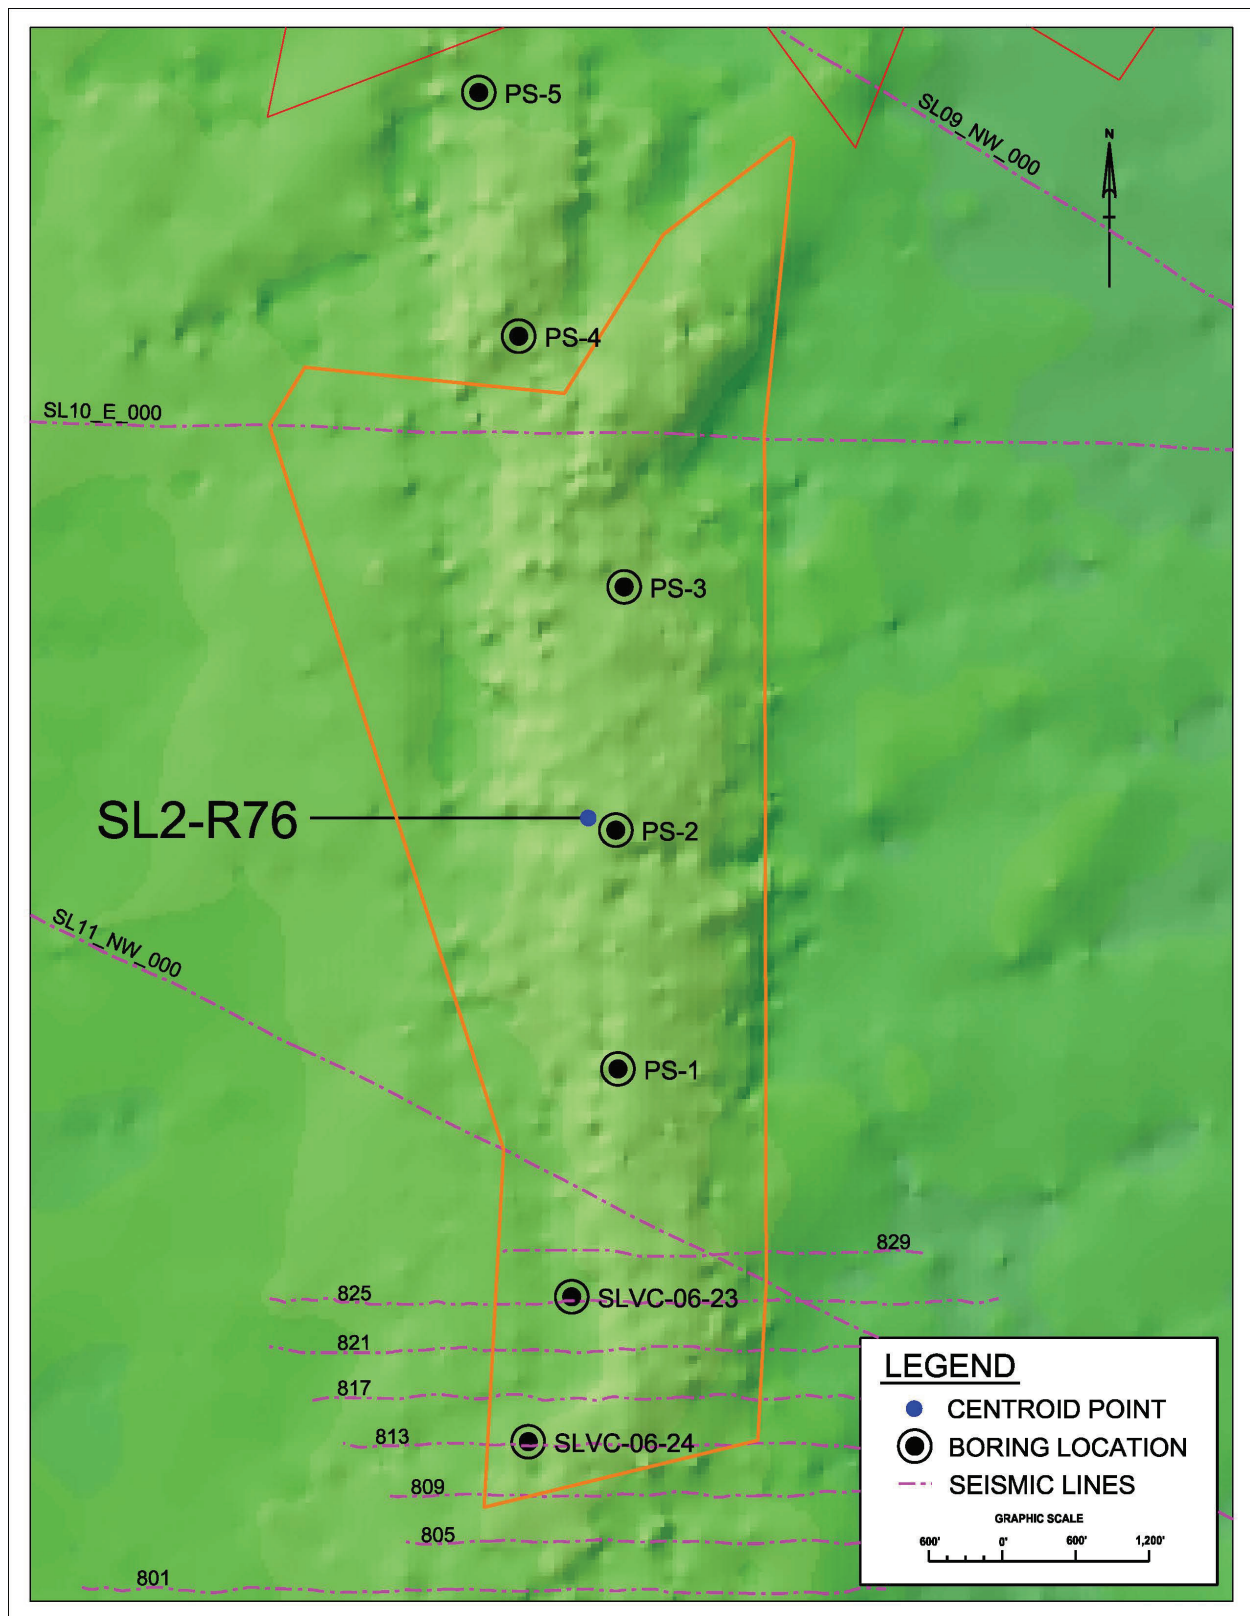 PS-5
SL09_NW_000
N
PS-4
SL10_E_000
PS-3
SL2-R76
PS-2
SL11_NW_000
PS-1
829
825
SLVC-06-23
821
817
813
SLVC-06-24
809
805
801
LEGEND
CENTROID POINT
BORING LOCATION
SEISMIC LINES
GRAPHIC SCALE
600' 0' 600' 1,200'